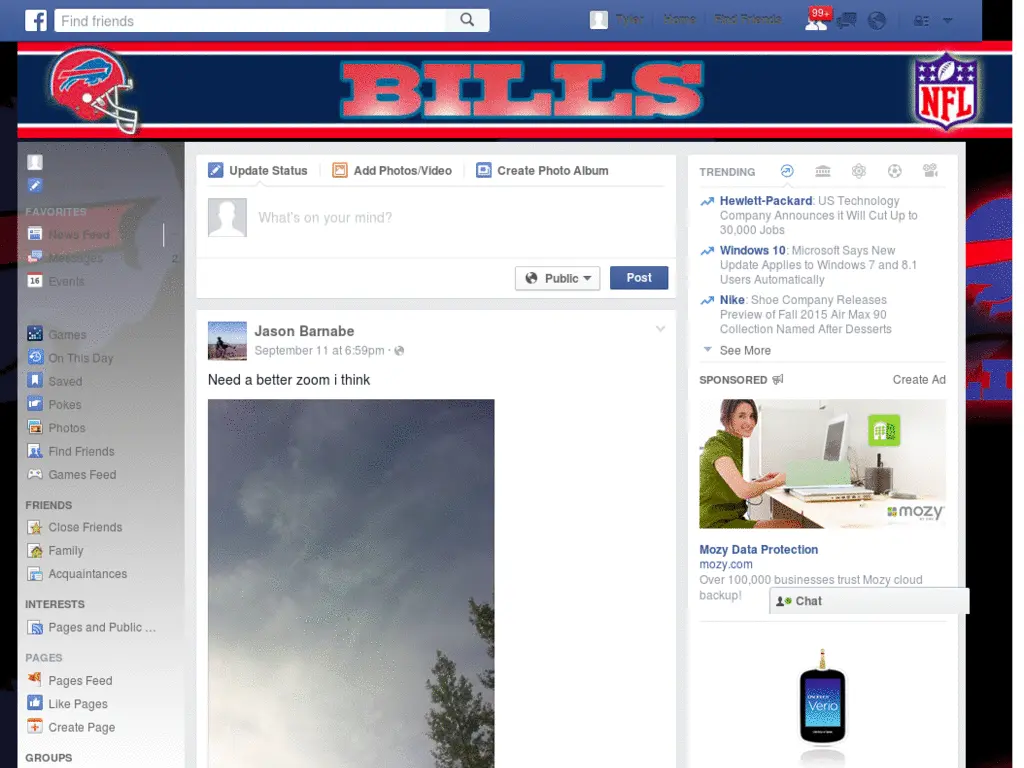 Find friends
Tyler
Home
Find Friends
99+
BILLS
NFL
FAVORITES
News Feed
Messages
2
16
Events
Games
On This Day
Saved
Pokes
Photos
Find Friends
Games Feed
FRIENDS
Close Friends
Family
Acquaintances
INTERESTS
Pages and Public ...
PAGES
Pages Feed
Like Pages
Create Page
GROUPS
Update Status
Add Photos/Video
Create Photo Album
What's on your mind?
Public
Post
Jason Barnabe
September 11 at 6:59pm ·
Need a better zoom i think
TRENDING
Hewlett-Packard: US Technology
Company Announces it Will Cut Up to
30,000 Jobs
Windows 10: Microsoft Says New
Update Applies to Windows 7 and 8.1
Users Automatically
Nike: Shoe Company Releases
Preview of Fall 2015 Air Max 90
Collection Named After Desserts
See More
SPONSORED
Create Ad
mozy
Mozy Data Protection
mozy.com
Over 100,000 businesses trust Mozy cloud
backup!
Chat
Verio